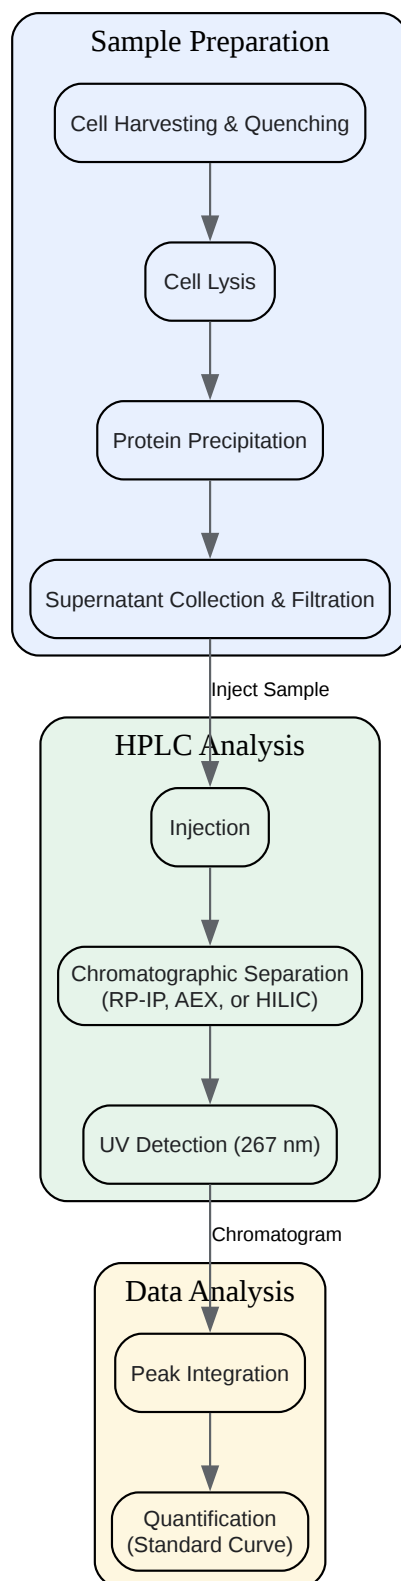 Sample Preparation
Cell Harvesting & Quenching
Cell Lysis
Protein Precipitation
Supernatant Collection & Filtration
Inject Sample
HPLC Analysis
Injection
Chromatographic Separation
(RP-IP, AEX, or HILIC)
UV Detection (267 nm)
Chromatogram
Data Analysis
Peak Integration
Quantification
(Standard Curve)